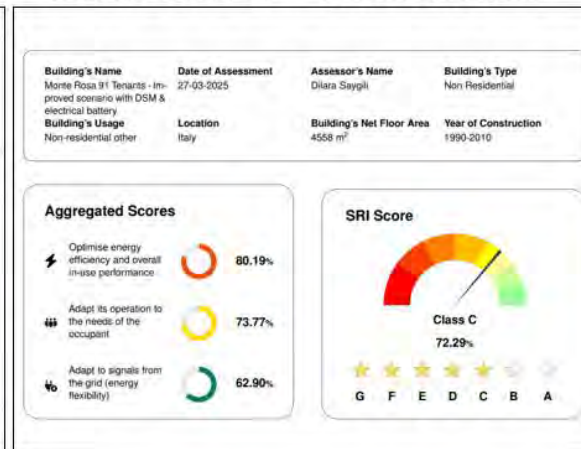 Building's Name
Monte Rosa 91 Tenants - Im-
proved scenario with DSM &
electrical battery
Date of Assessment
27-03-2025
Assessor's Name
Dilara Saygili
Building's Type
Non Residential
Building's Usage
Non-residential other
Location
Italy
Building's Net Floor Area
4558 m²
Year of Construction
1990-2010
Aggregated Scores
Optimise energy
efficiency and overall
in-use performance
80.19%
Adapt its operation to
the needs of the
occupant
73.77%
Adapt to signals from
the grid (energy
flexibility)
62.90%
SRI Score
Class C
72.29%
G F E D C B A